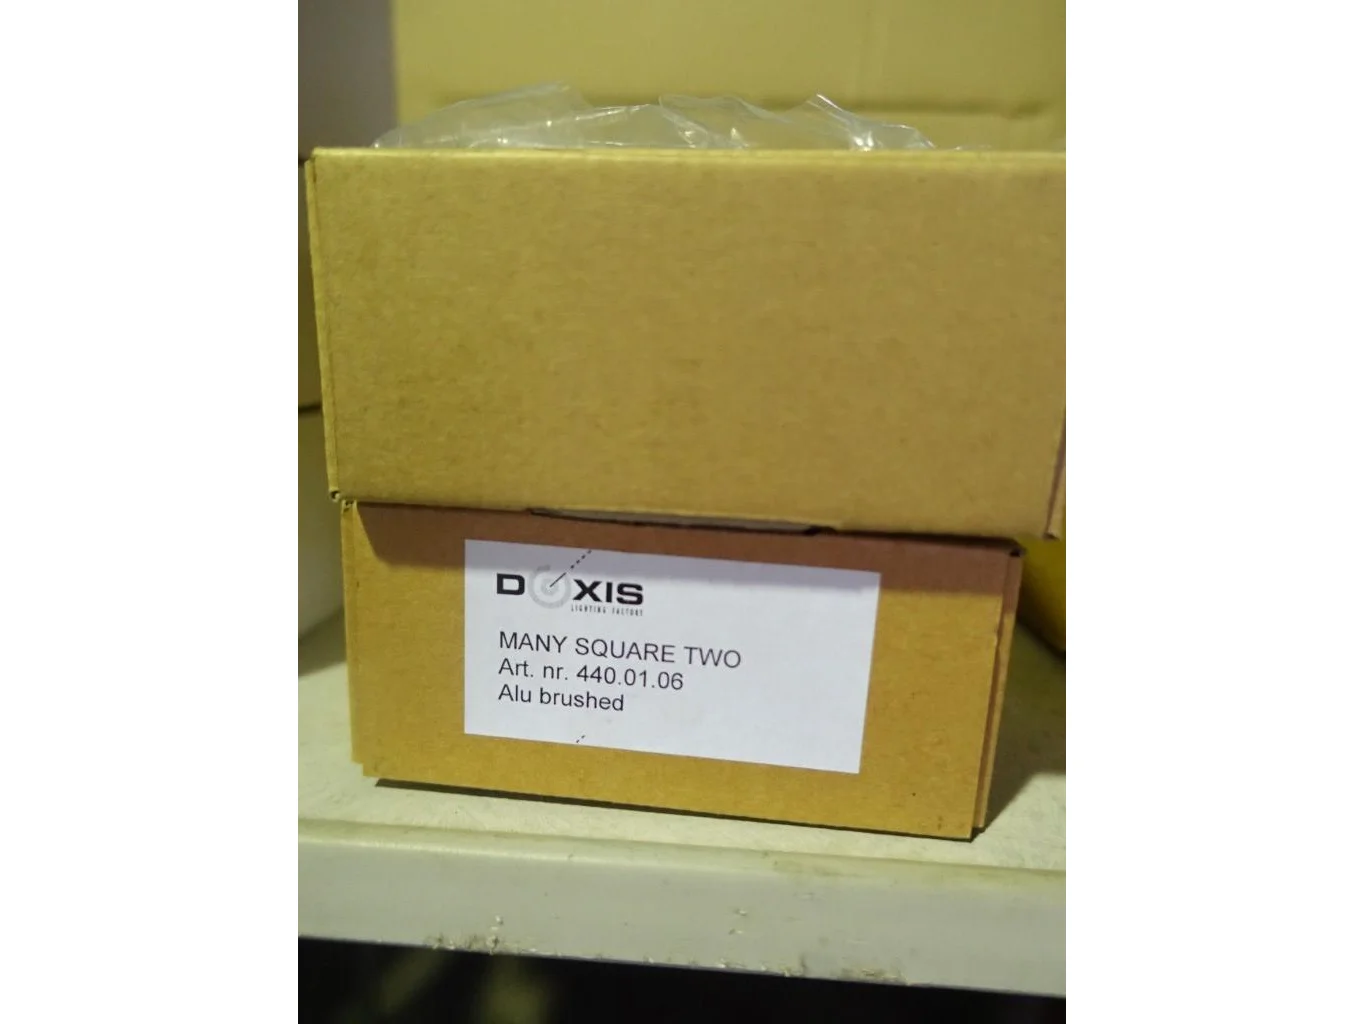 DOXIS
LIGHTING FACTORY
MANY SQUARE TWO
Art. nr. 440.01.06
Alu brushed